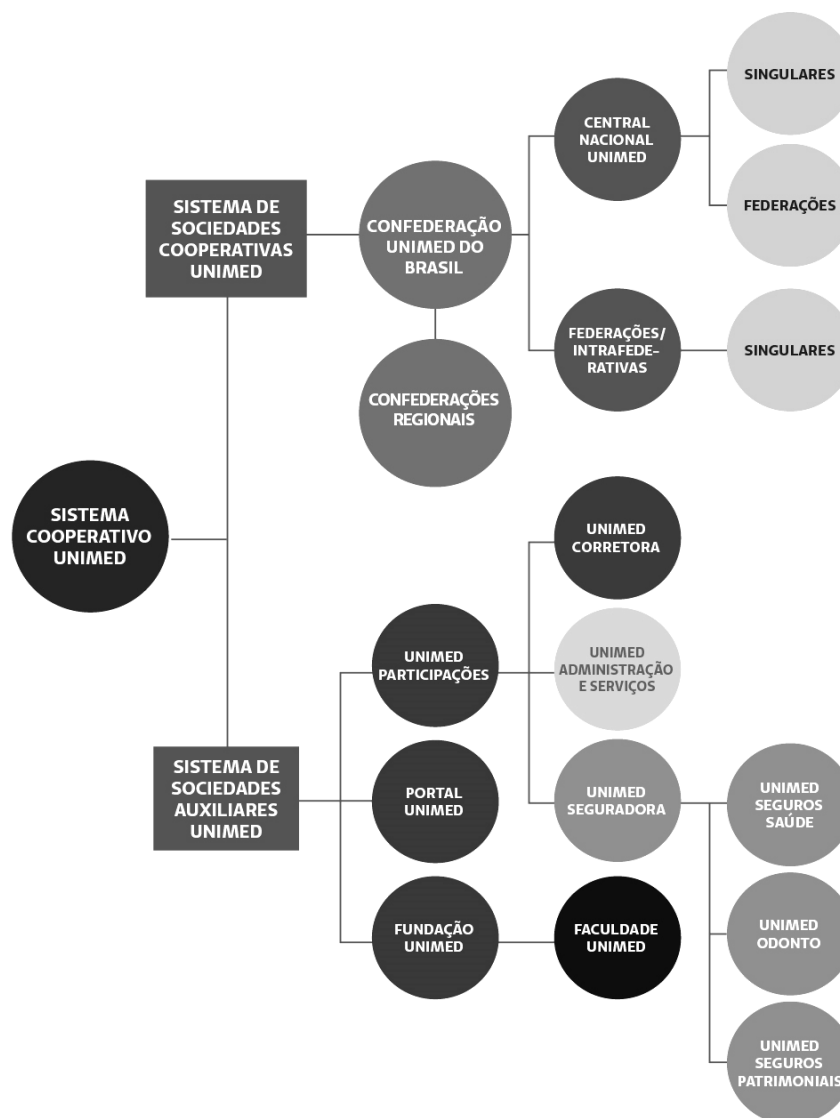 SINGULARES
CENTRAL
NACIONAL
UNIMED
FEDERAÇÕES
SISTEMA DE
SOCIEDADES
COOPERATIVAS
UNIMED
CONFEDERAÇÃO
UNIMED DO
BRASIL
FEDERAÇÕES/
INTRAFEDE-
RATIVAS
SINGULARES
CONFEDERAÇÕES
REGIONAIS
SISTEMA
COOPERATIVO
UNIMED
UNIMED
CORRETORA
UNIMED
PARTICIPAÇÕES
UNIMED
ADMINISTRAÇÃO
E SERVIÇOS
SISTEMA DE
SOCIEDADES
AUXILIARES
UNIMED
PORTAL
UNIMED
UNIMED
SEGURADORA
UNIMED
SEGUROS
SAÚDE
FUNDAÇÃO
UNIMED
FACULDADE
UNIMED
UNIMED
ODONTO
UNIMED
SEGUROS
PATRIMONIAIS